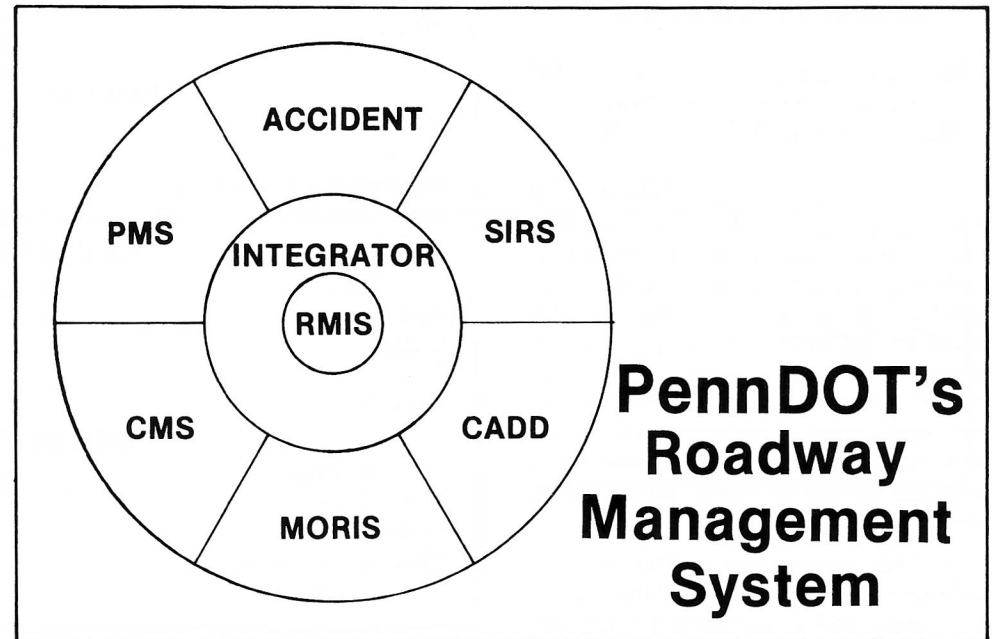 ACCIDENT
PMS
SIRS
INTEGRATOR
RMIS
CMS
CADD
MORIS
PennDOT's
Roadway
Management
System